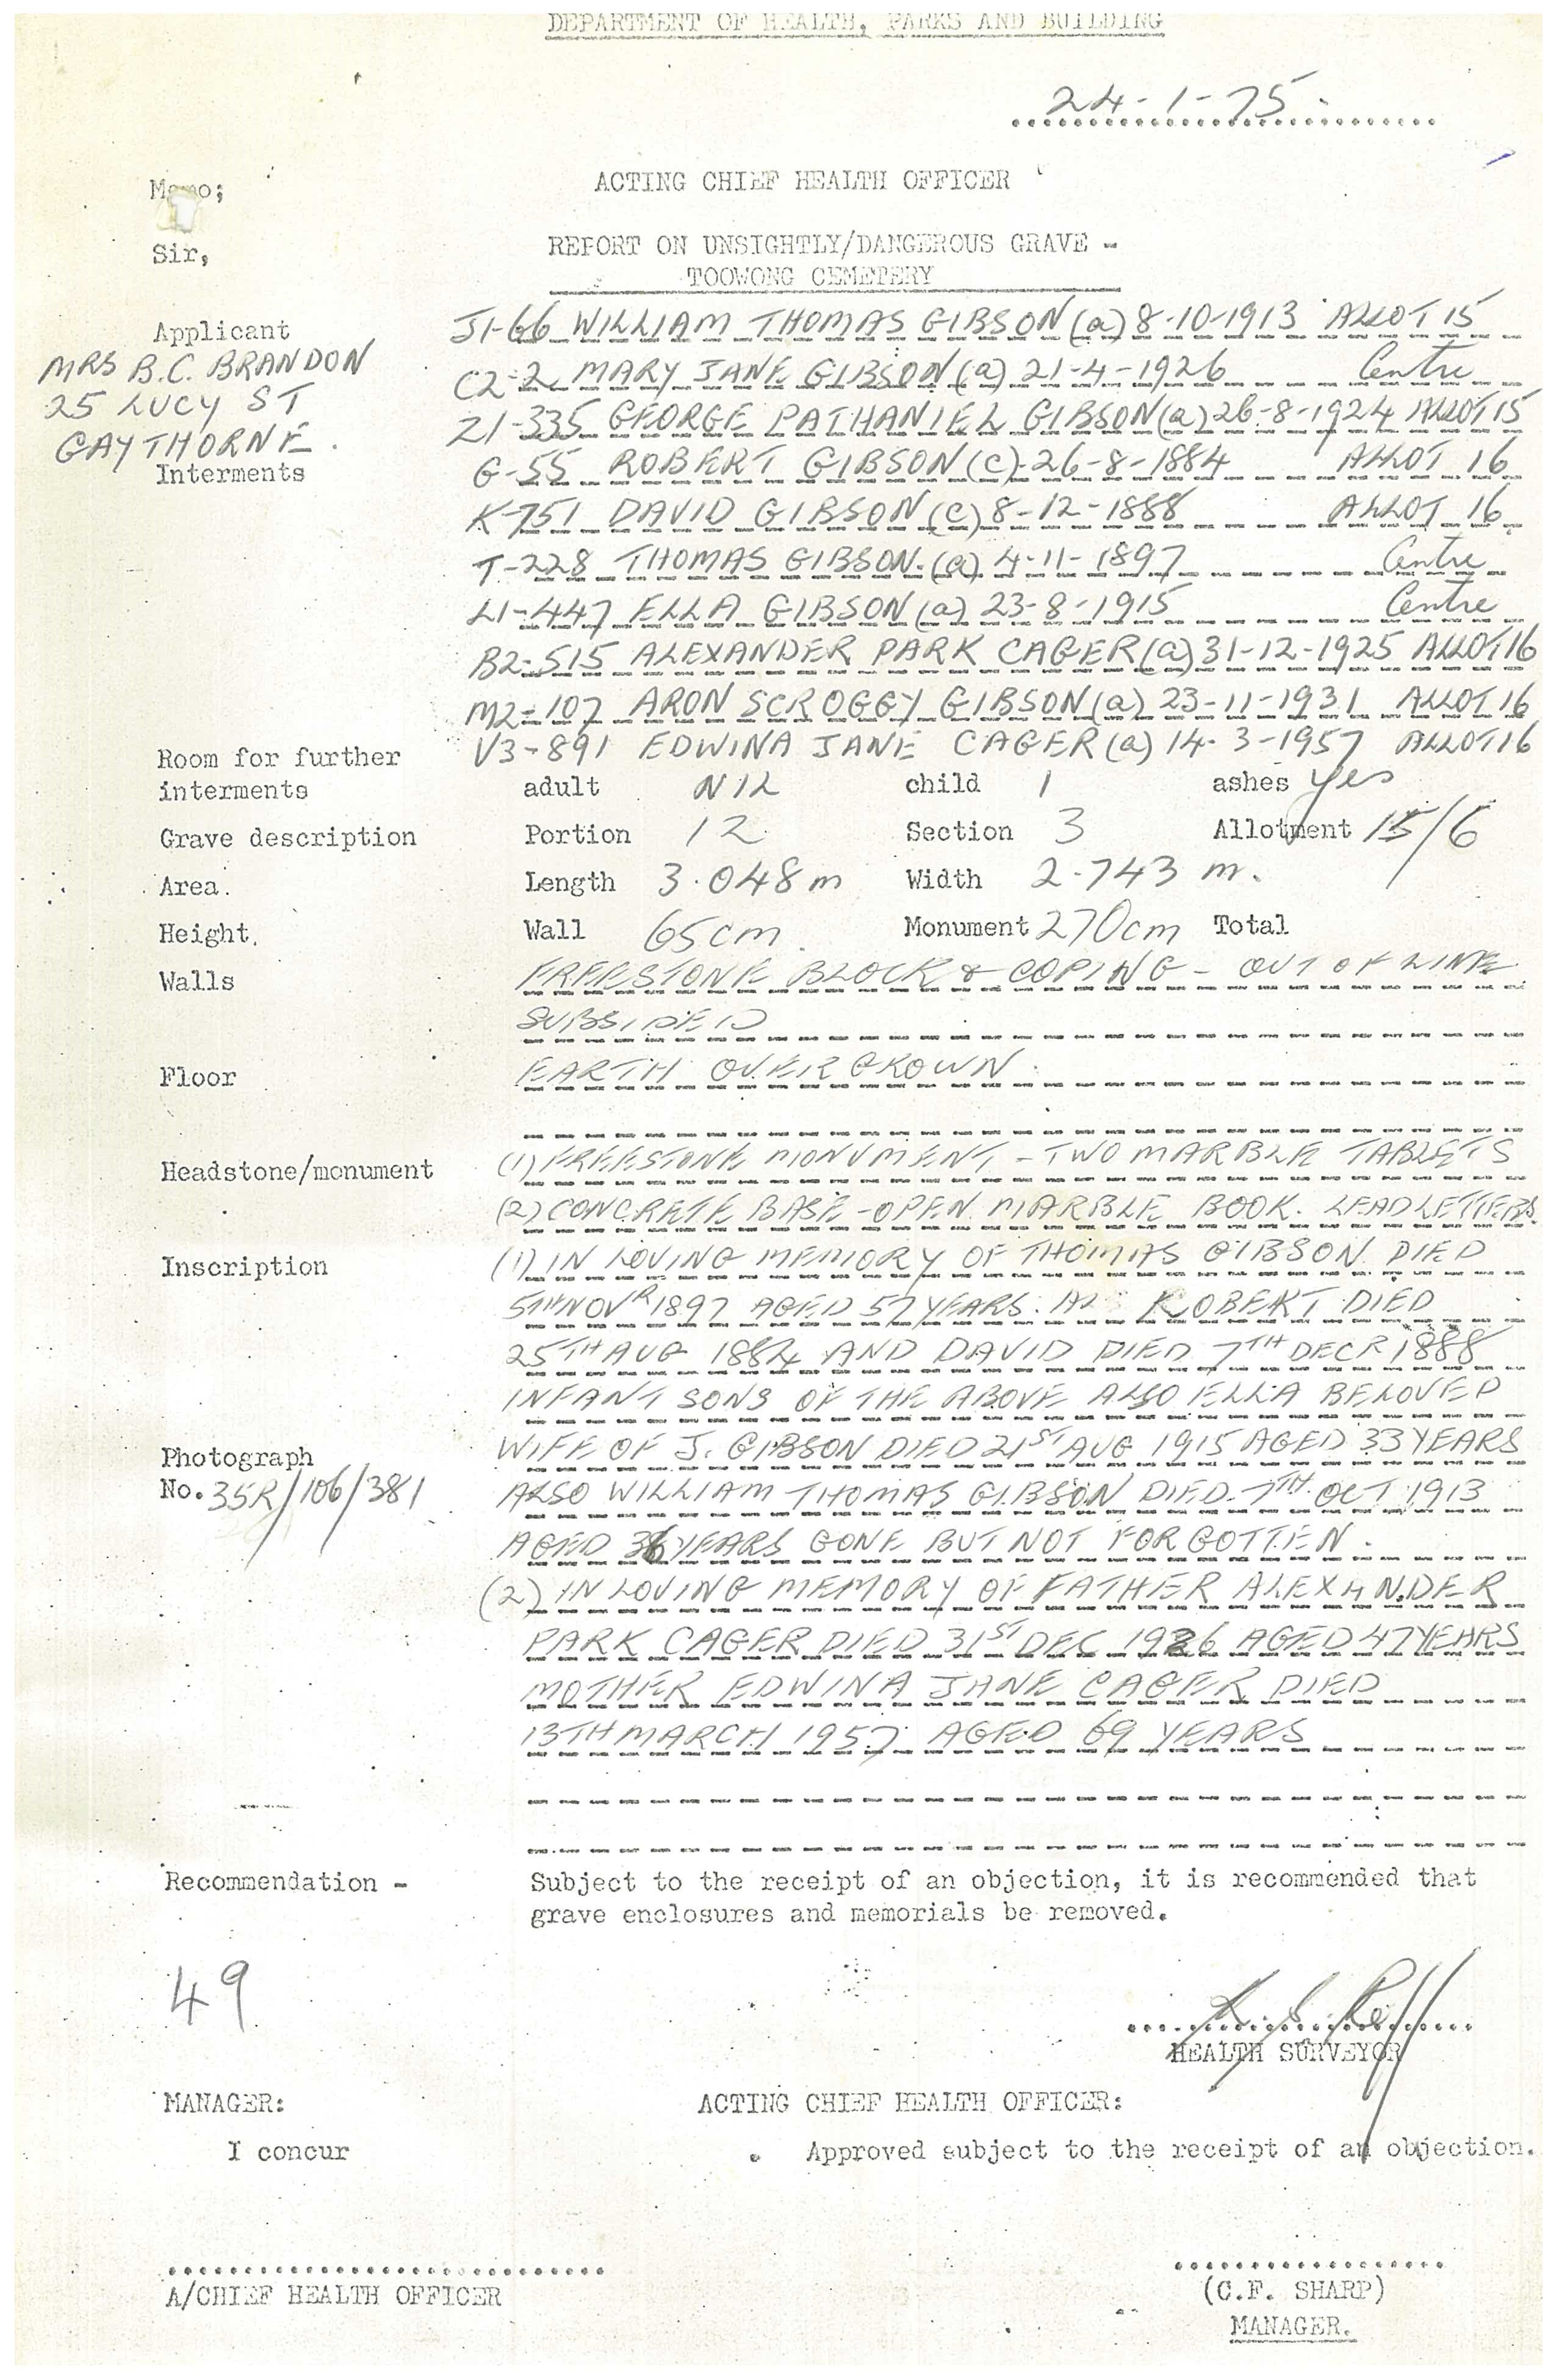 DEPARTMENT OF HEALTH, PARKS AND BUILDING
24-1-75.
Memo;
ACTING CHIEF HEALTH OFFICER
Sir,
REPORT ON UNSIGHTLY/DANGEROUS GRAVE -
TOOWONG CEMETERY
Applicant
MRS B.C. BRANDON
25 LUCY ST
GAYTHORNE.
Interments
J1-66 WILLIAM THOMAS GIBSON (a) 8-10-1913 ALLOT 15
C2-2 MARY JANE GIBSON (a) 21-4-1926 Centre
Z1-335 GEORGE PATHANIEL GIBSON (a) 26-8-1924 ALLOT 15
G-55 ROBERT GIBSON (C)-26-8-1884 ALLOT 16
K-751 DAVID GIBSON (C) 8-12-1888 ALLOT 16
T-228 THOMAS GIBSON. (a) 4-11-1897 Centre
L1-447 ELLA GIBSON (a) 23-8-1915 Centre
B2-515 ALEXANDER PARK CAGER (a) 31-12-1925 ALLOT 16
M2-107 ARON SCROGGY GIBSON (a) 23-11-1931 ALLOT 16
V3-891 EDWINA JANE CAGER (a) 14-3-1957 ALLOT 16
Room for further
interments adult NIL child 1 ashes yes
Grave description Portion 12 Section 3 Allotment 15/6
Area. Length 3.048m Width 2.743 m.
Height. Wall 65cm. Monument 270cm Total
Walls FREESTONE BLOCK & COPING - OUT OF LINE
SUBSIDED
Floor EARTH OVERGROWN.
Headstone/monument (1) FREESTONE MONUMENT - TWO MARBLE TABLETS
(2) CONCRETE BASE - OPEN MARBLE BOOK. LEAD LETTERS.
Inscription (1) IN LOVING MEMORY OF THOMAS GIBSON DIED
5TH NOVR 1897 AGED 57 YEARS. ROBERT DIED
25TH AUG 1884 AND DAVID DIED 7TH DECR 1888
INFANT SONS OF THE ABOVE ALSO ELLA BELOVED
WIFE OF J. GIBSON DIED 21ST AUG 1915 AGED 33 YEARS
ALSO WILLIAM THOMAS GIBSON DIED 7TH OCT 1913
AGED 36 YEARS GONE BUT NOT FORGOTTEN.
Photograph
No. 35R/106/381
(2) IN LOVING MEMORY OF FATHER ALEXANDER
PARK CAGER DIED 31ST DEC 1926 AGED 47 YEARS
MOTHER EDWINA JANE CAGER DIED
13TH MARCH 1957 AGED 69 YEARS
Recommendation - Subject to the receipt of an objection, it is recommended that
grave enclosures and memorials be removed.
49
HEALTH SURVEYOR
MANAGER: ACTING CHIEF HEALTH OFFICER:
I concur Approved subject to the receipt of an objection.
A/CHIEF HEALTH OFFICER (C.F. SHARP)
MANAGER.